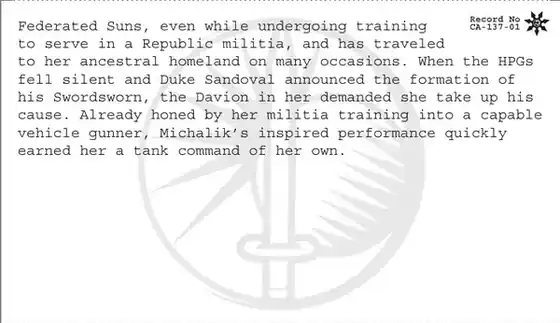 Federated Suns, even while undergoing training
to serve in a Republic militia, and has traveled
to her ancestral homeland on many occasions. When the HPGs
fell silent and Duke Sandoval announced the formation of
his Swordsworn, the Davion in her demanded she take up his
cause. Already honed by her militia training into a capable
vehicle gunner, Michalik’s inspired performance quickly
earned her a tank command of her own.
Record No
CA-137-01